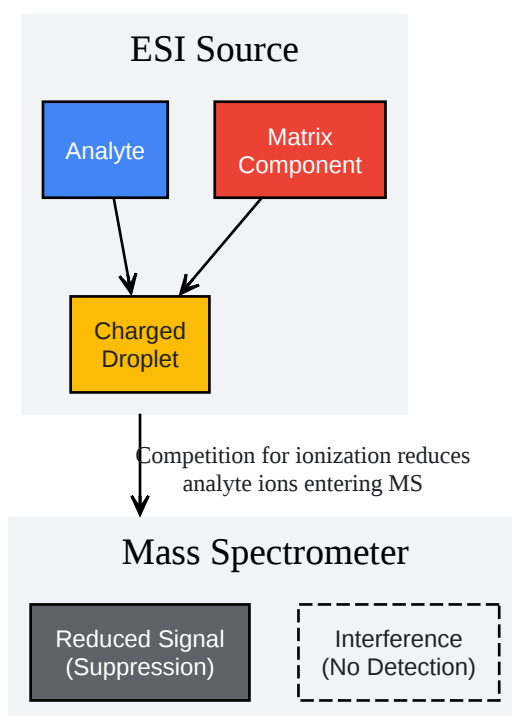 ESI Source
Analyte
Matrix
Component
Charged
Droplet
Competition for ionization reduces
analyte ions entering MS
Mass Spectrometer
Reduced Signal
(Suppression)
Interference
(No Detection)